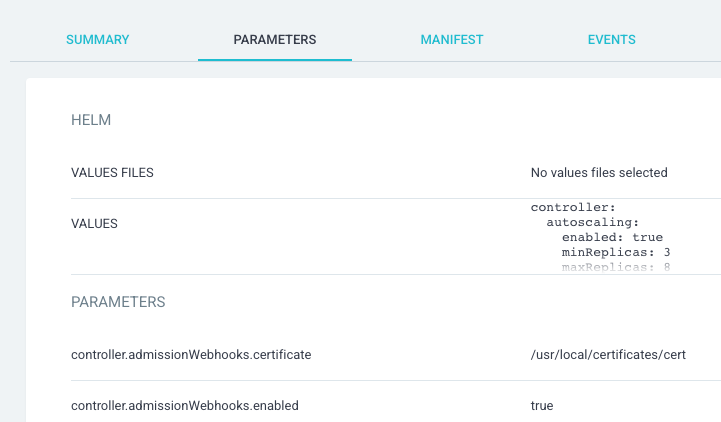 SUMMARY PARAMETERS MANIFEST EVENTS
HELM
VALUES FILES No values files selected
VALUES
controller:
  autoscaling:
    enabled: true
    minReplicas: 3
    maxReplicas: 8
PARAMETERS
controller.admissionWebhooks.certificate /usr/local/certificates/cert
controller.admissionWebhooks.enabled true